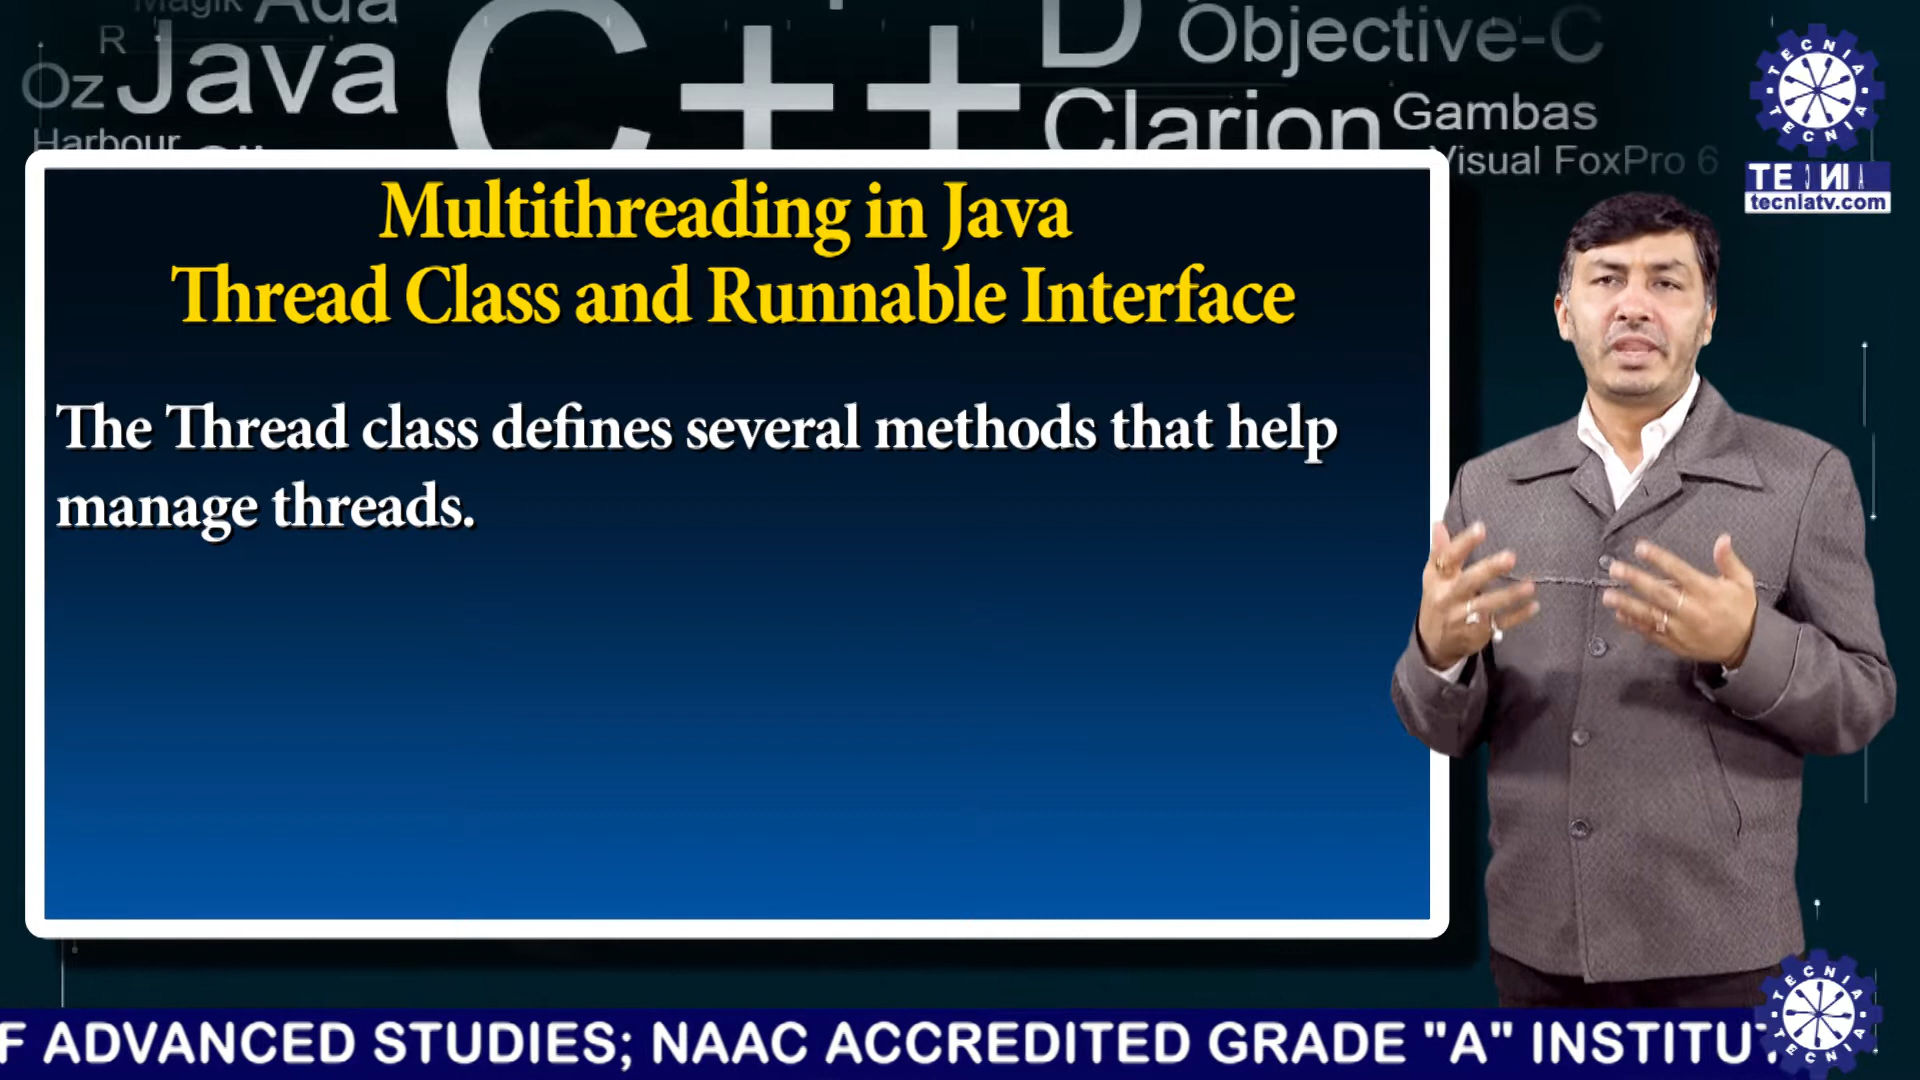 Magik Ada
R
Java
Oz
Harbour
C++
D
Objective-C
Clarion
Gambas
Visual FoxPro 6
TECNIA TECNIA
tecniatv.com
Multithreading in Java
Thread Class and Runnable Interface
The Thread class defines several methods that help
manage threads.
F ADVANCED STUDIES; NAAC ACCREDITED GRADE "A" INSTITU
TECNIA TECNIA